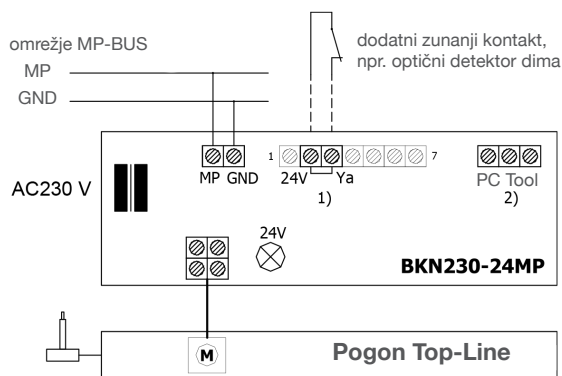 omrežje MP-BUS
MP
GND
dodatni zunanji kontakt,
npr. optični detektor dima
AC230 V
MP GND
1
24V
Ya
7
1)
PC Tool
2)
24V
BKN230-24MP
M
Pogon Top-Line